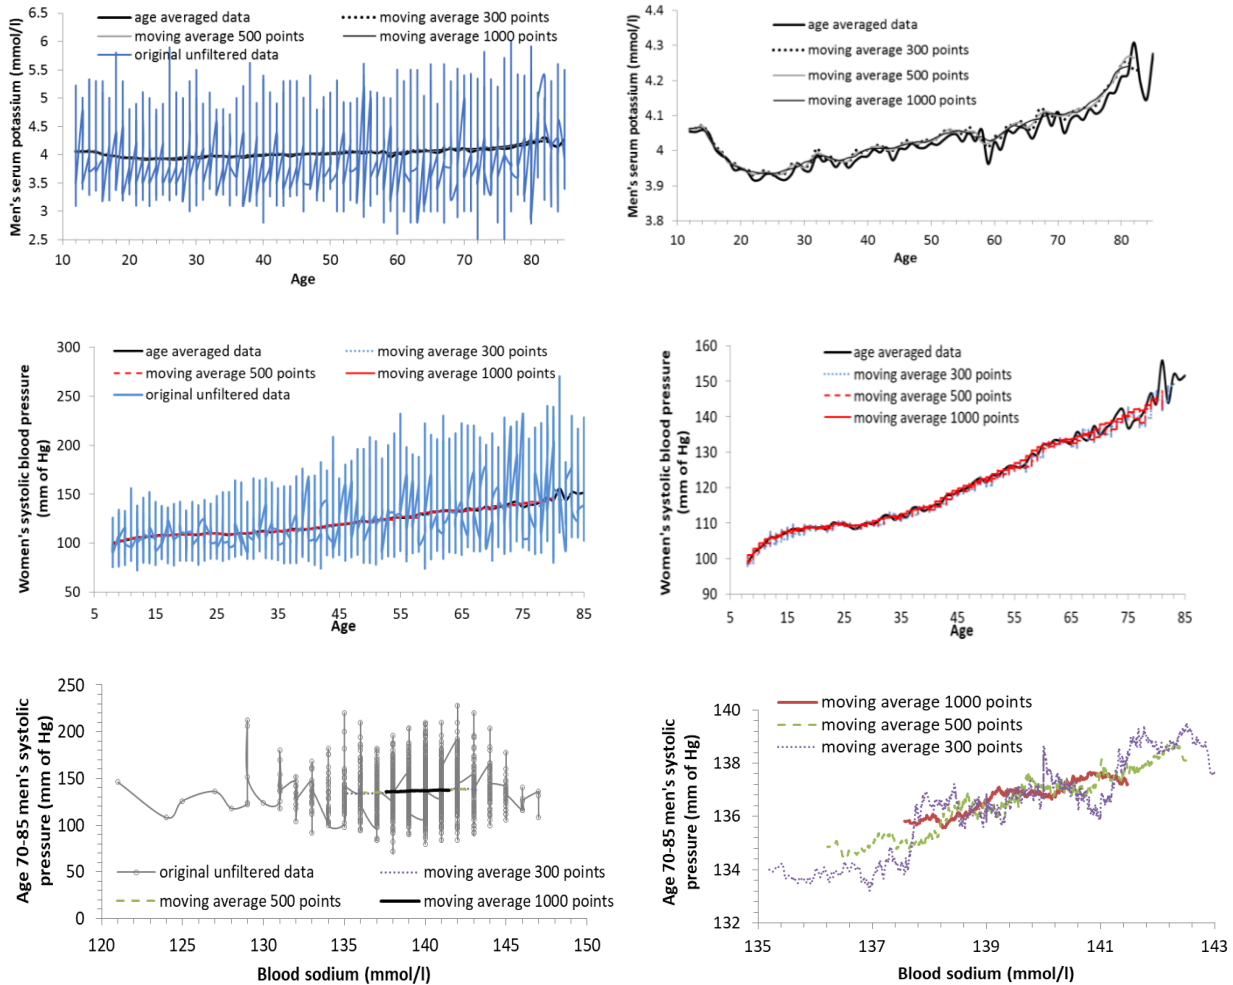 Men's serum potassium (mmol/l)
6.5
6
5.5
5
4.5
4
3.5
3
2.5
age averaged data
moving average 300 points
moving average 500 points
moving average 1000 points
original unfiltered data
10 20 30 40 50 60 70 80
Age
Men's serum potassium (mmol/l)
4.4
4.3
4.2
4.1
4
3.9
3.8
age averaged data
moving average 300 points
moving average 500 points
moving average 1000 points
10 20 30 40 50 60 70 80
Age
Women's systolic blood pressure
(mm of Hg)
300
250
200
150
100
50
age averaged data
moving average 300 points
moving average 500 points
moving average 1000 points
original unfiltered data
5 15 25 35 45 55 65 75 85
Age
Women's systolic blood pressure
(mm of Hg)
160
150
140
130
120
110
100
90
age averaged data
moving average 300 points
moving average 500 points
moving average 1000 points
5 15 25 35 45 55 65 75 85
Age
Age 70-85 men's systolic
pressure (mm of Hg)
250
200
150
100
50
0
original unfiltered data
moving average 300 points
moving average 500 points
moving average 1000 points
120 125 130 135 140 145 150
Blood sodium (mmol/l)
Age 70-85 men's systolic
pressure (mm of Hg)
140
138
136
134
132
moving average 1000 points
moving average 500 points
moving average 300 points
135 137 139 141 143
Blood sodium (mmol/l)